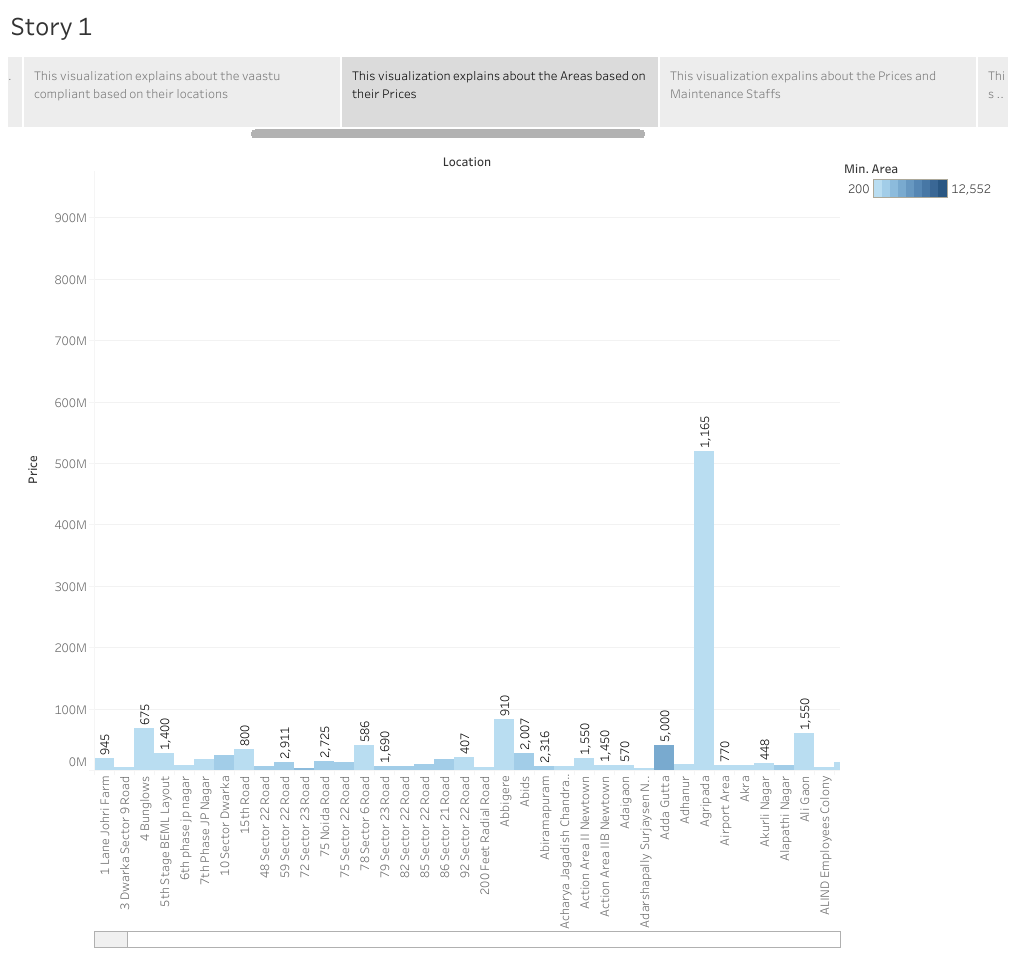 Story 1
.
This visualization explains about the vaastu
compliant based on their locations
This visualization explains about the Areas based on
their Prices
This visualization expalins about the Prices and
Maintenance Staffs
Thi
s ..
Location
Min. Area
200
12,552
900M
800M
700M
600M
500M
400M
300M
200M
100M
0M
Price
945
675
1,400
800
2,911
2,725
586
1,690
407
910
2,007
2,316
1,550
1,450
570
5,000
1,165
770
448
1,550
1 Lane Johri Farm
3 Dwarka Sector 9 Road
4 Bunglows
5th Stage BEML Layout
6th phase jp nagar
7th Phase JP Nagar
10 Sector Dwarka
15th Road
48 Sector 22 Road
59 Sector 22 Road
72 Sector 23 Road
75 Noida Road
75 Sector 22 Road
78 Sector 6 Road
79 Sector 23 Road
82 Sector 22 Road
85 Sector 22 Road
86 Sector 21 Road
92 Sector 22 Road
200 Feet Radial Road
Abbigere
Abids
Abiramapuram
Acharya Jagadish Chandra..
Action Area II Newtown
Action Area IIB Newtown
Adaigaon
Adarshapally Surjaysen N..
Adda Gutta
Adhanur
Agripada
Airport Area
Akra
Akurli Nagar
Alapathi Nagar
Ali Gaon
ALIND Employees Colony